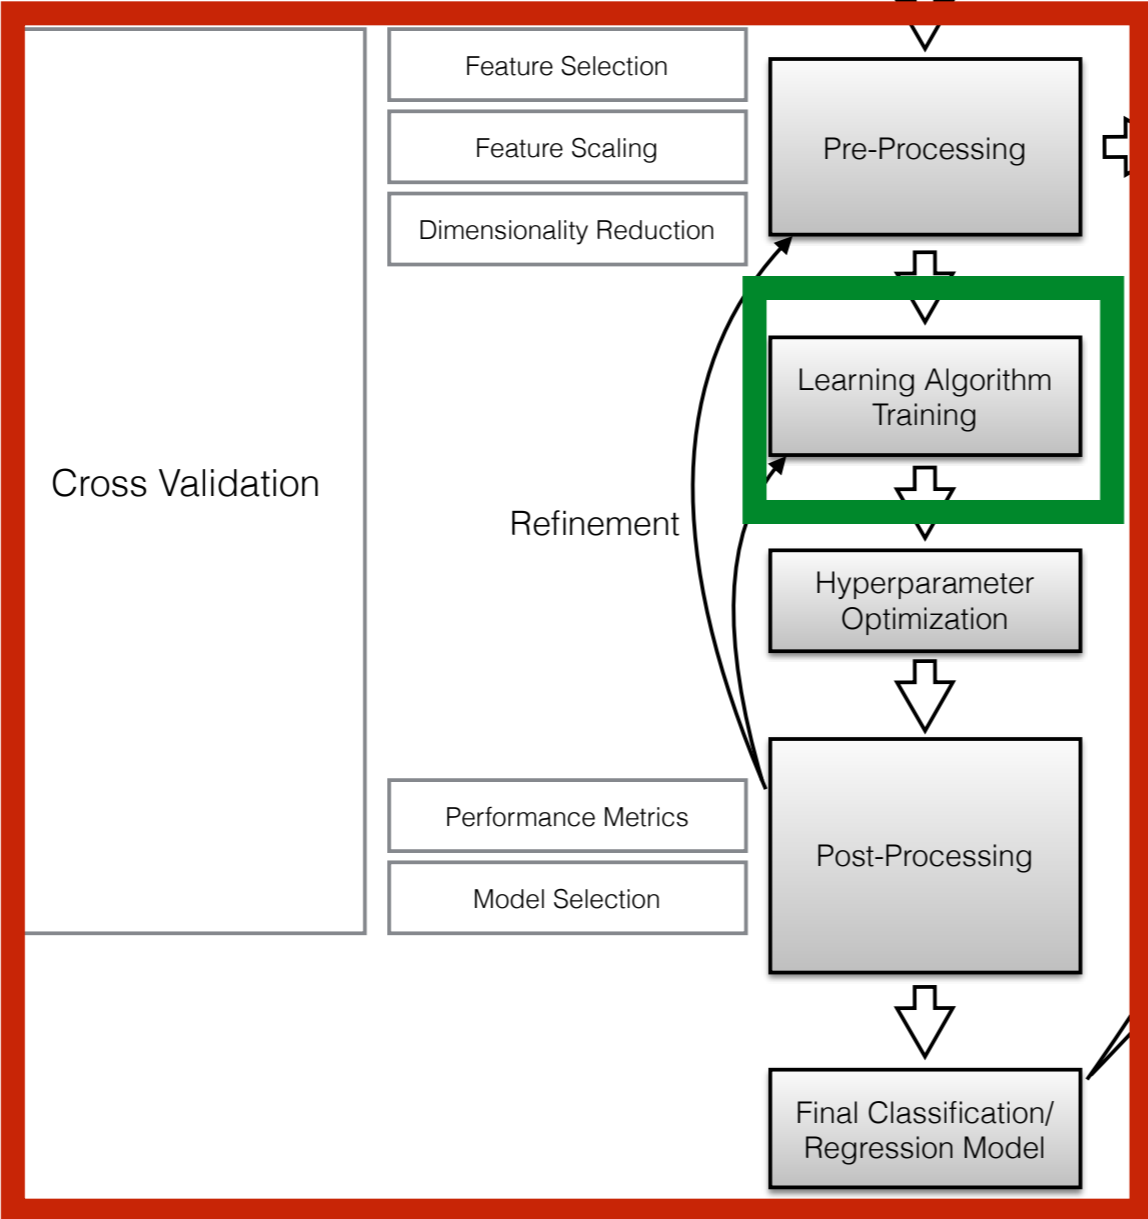 Feature Selection
Feature Scaling
Dimensionality Reduction
Pre-Processing
Learning Algorithm
Training
Cross Validation
Refinement
Hyperparameter
Optimization
Performance Metrics
Model Selection
Post-Processing
Final Classification/
Regression Model